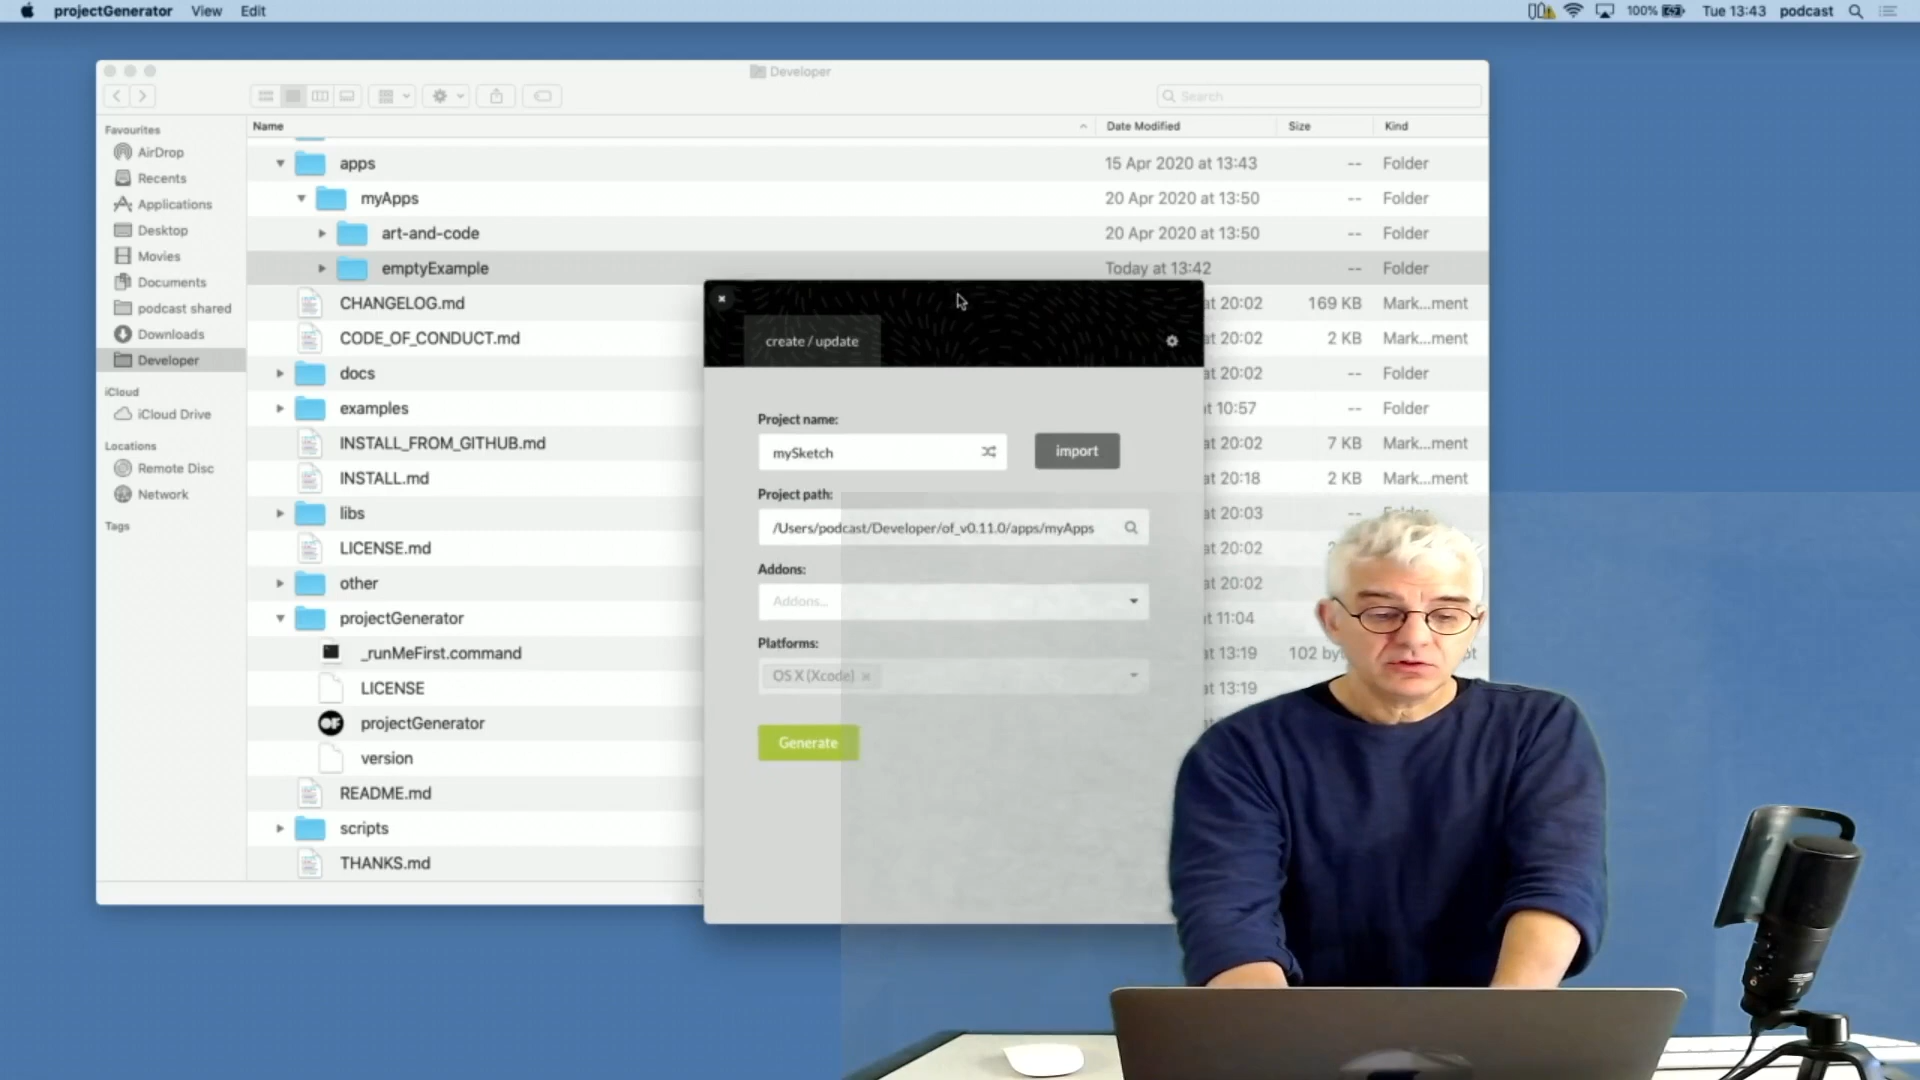 projectGenerator View Edit
100% Tue 13:43 podcast
Developer
Search
Favourites
AirDrop
Recents
Applications
Desktop
Movies
Documents
podcast shared
Downloads
Developer
iCloud
iCloud Drive
Locations
Remote Disc
Network
Tags
Name Date Modified Size Kind
apps 15 Apr 2020 at 13:43 -- Folder
myApps 20 Apr 2020 at 13:50 -- Folder
art-and-code 20 Apr 2020 at 13:50 -- Folder
emptyExample Today at 13:42 -- Folder
CHANGELOG.md at 20:02 169 KB Mark...ment
CODE_OF_CONDUCT.md at 20:02 2 KB Mark...ment
docs at 20:02 -- Folder
examples at 10:57 -- Folder
INSTALL_FROM_GITHUB.md at 20:02 7 KB Mark...ment
INSTALL.md at 20:18 2 KB Mark...ment
libs at 20:03 -- Folder
LICENSE.md at 20:02
other at 20:02
projectGenerator at 11:04
_runMeFirst.command at 13:19 102 by
LICENSE at 13:19
OF projectGenerator
version
README.md
scripts
THANKS.md
create / update
Project name:
mySketch
import
Project path:
/Users/podcast/Developer/of_v0.11.0/apps/myApps
Addons:
Addons...
Platforms:
OS X (Xcode) ×
Generate